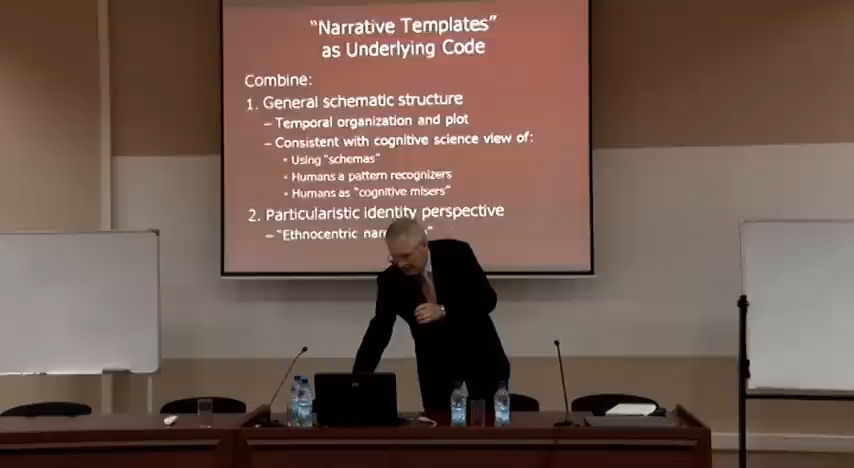 “Narrative Templates”
as Underlying Code
Combine:
1. General schematic structure
– Temporal organization and plot
– Consistent with cognitive science view of:
• Using “schemas”
• Humans a pattern recognizers
• Humans as “cognitive misers”
2. Particularistic identity perspective
– “Ethnocentric